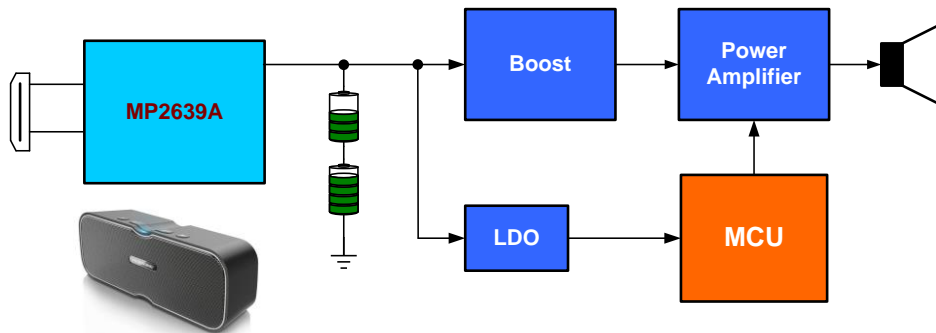 MP2639A
Boost
Power
Amplifier
LDO
MCU